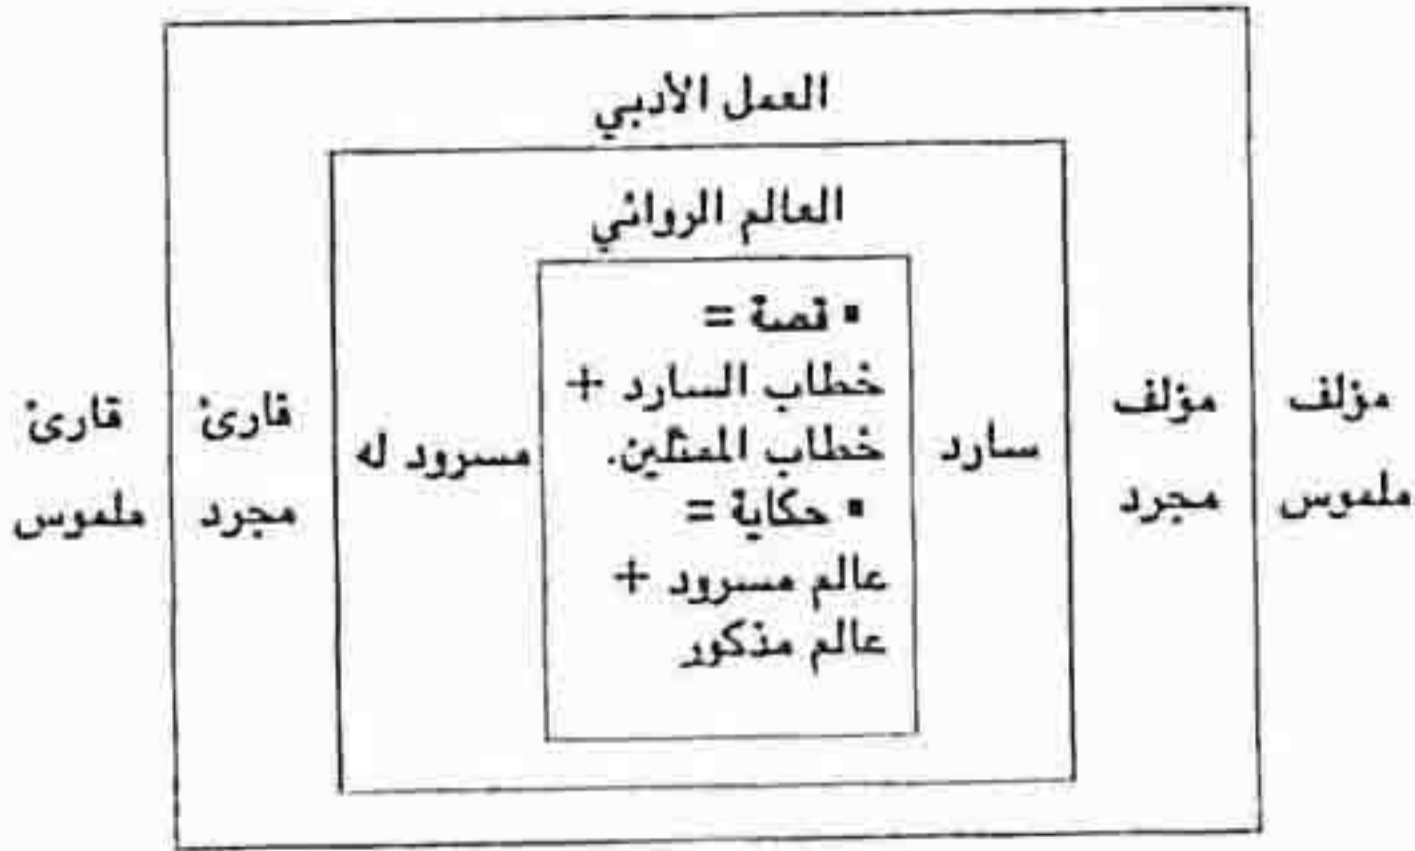 العمل الأدبي
العالم الروائي
▪ قصة =
خطاب السارد +
خطاب الممثلين.
▪ حكاية =
عالم مسرود +
عالم مذكور
مؤلف
ملموس
مؤلف
مجرد
سارد
مسرود له
قارئ
مجرد
قارئ
ملموس